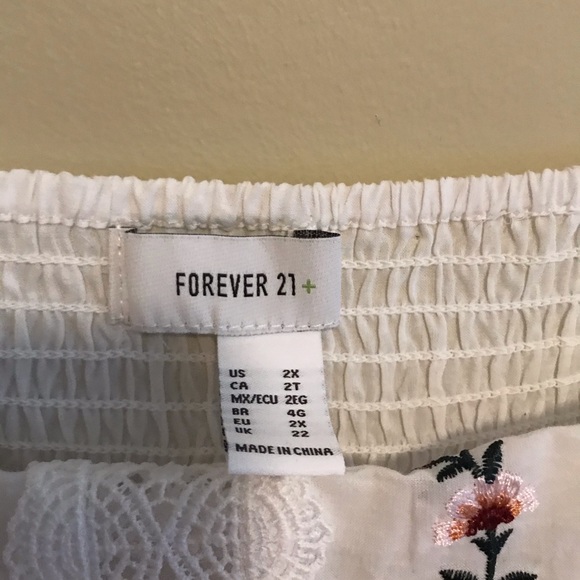 FOREVER 21+
US 2X
CA 2T
MX/ECU 2EG
BR 4G
EU 2X
UK 22
MADE IN CHINA